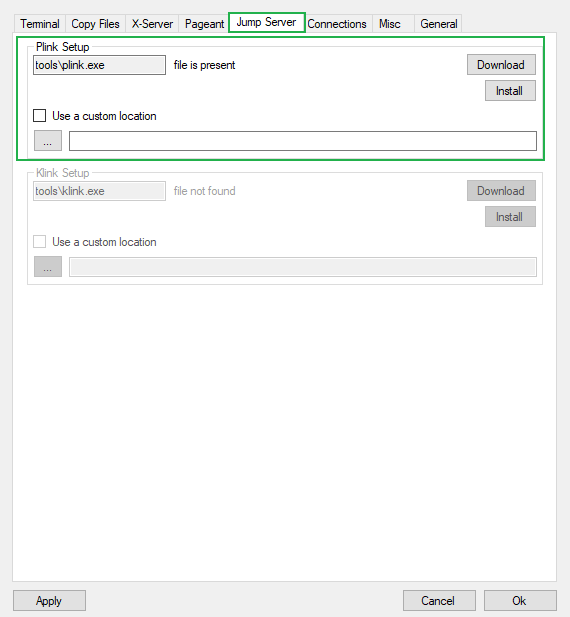 Terminal Copy Files X-Server Pageant Jump Server Connections Misc General
Plink Setup
tools\plink.exe file is present Download
Install
Use a custom location
...
Klink Setup
tools\klink.exe file not found Download
Install
Use a custom location
...
Apply Cancel Ok